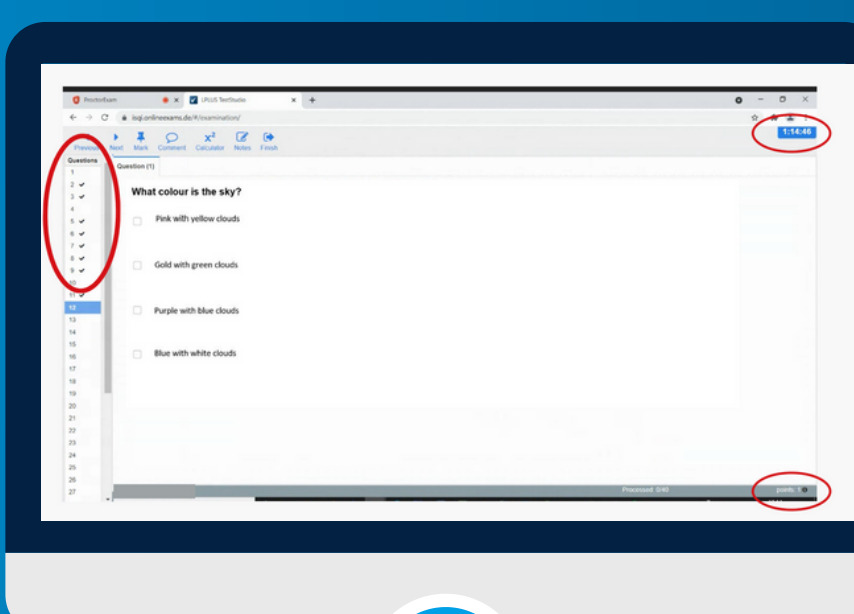 ProctorExam
LPLUS TestStudio
isql.onlineexams.de/#/examination/
1:14:46
Previous Next Mark Comment Calculator Notes Finish
Questions
Question (1)
1
2
3
4
5
6
7
8
9
10
11
12
13
14
15
16
17
18
19
20
21
22
23
24
25
26
27
What colour is the sky?
Pink with yellow clouds
Gold with green clouds
Purple with blue clouds
Blue with white clouds
Processed: 0/40
points: 1